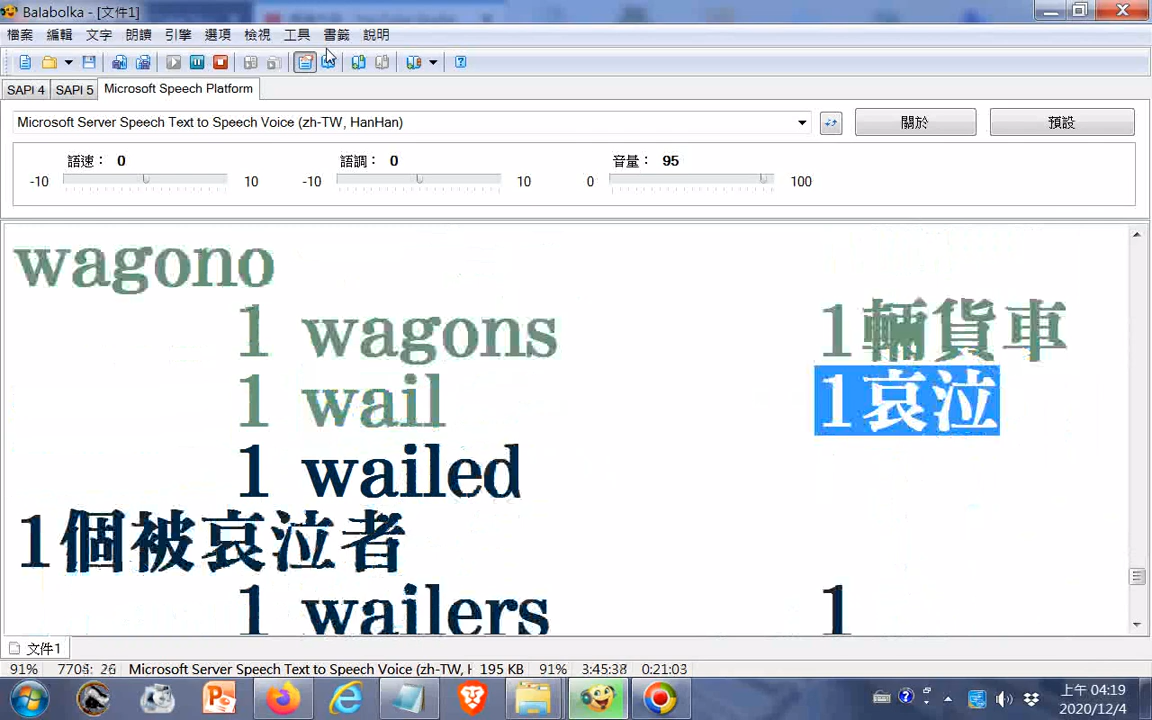 Balabolka - [文件1]
檔案 編輯 文字 朗讀 引擎 選項 檢視 工具 書籤 說明
SAPI 4 SAPI 5 Microsoft Speech Platform
Microsoft Server Speech Text to Speech Voice (zh-TW, HanHan) 關於 預設
語速： 0 語調： 0 音量： 95
-10 10 -10 10 0 100
wagono
1 wagons 1輛貨車
1 wail 1哀泣
1 wailed
1個被哀泣者
1 wailers 1
文件1
91% 7708: 26 Microsoft Server Speech Text to Speech Voice (zh-TW, H 195 KB 91% 3:45:38 0:21:03
上午 04:19
2020/12/4